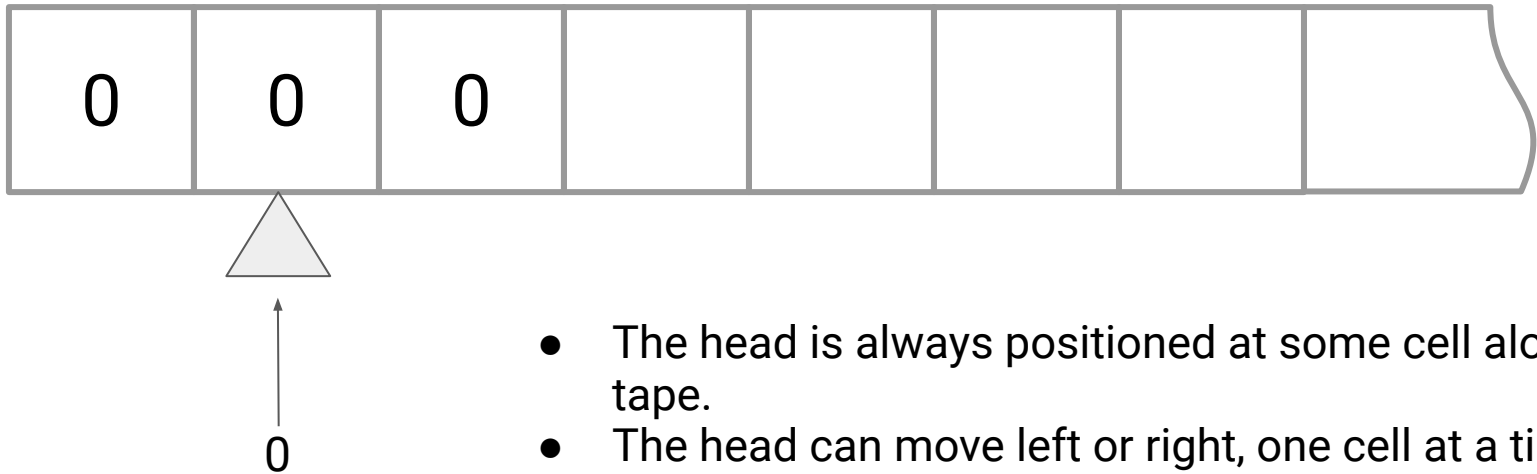 0 0 0
● The head is always positioned at some cell
tape.
● The head can move left or right, one cell at a
0